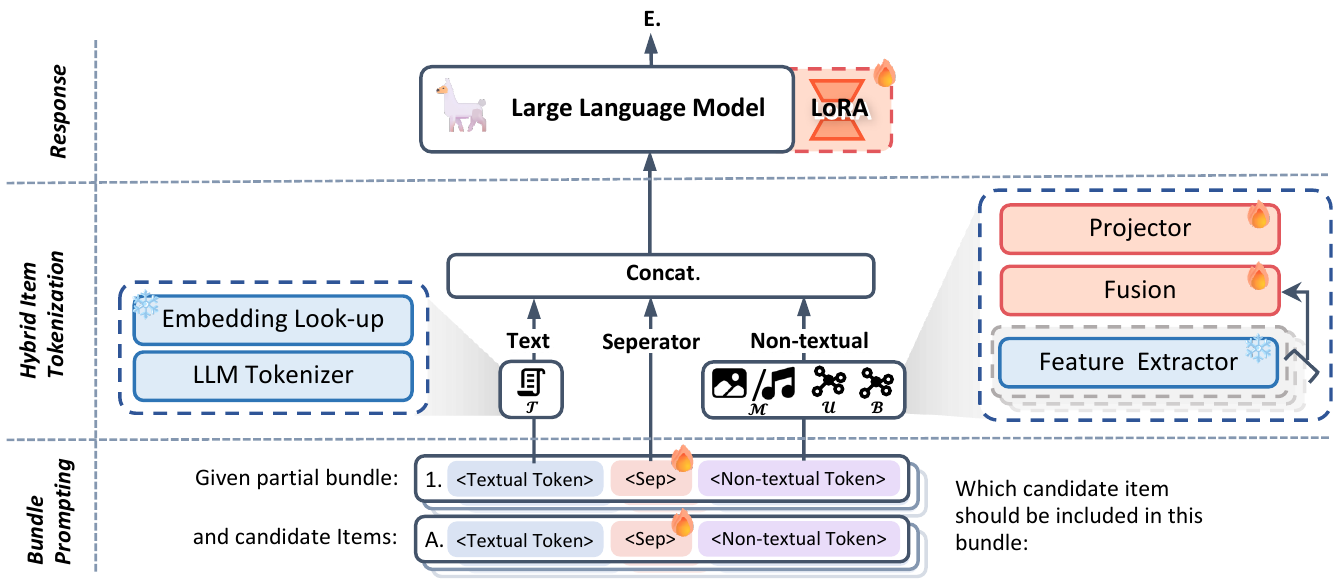 E.
Response
Large Language Model
LoRA
Hybrid Item
Tokenization
Concat.
Embedding Look-up
LLM Tokenizer
Text
Seperator
Non-textual
𝒯
ℳ
𝒰
ℬ
Projector
Fusion
Feature Extractor
Bundle
Prompting
Given partial bundle:
1. <Textual Token> <Sep> <Non-textual Token>
and candidate Items:
A. <Textual Token> <Sep> <Non-textual Token>
Which candidate item
should be included in this
bundle: